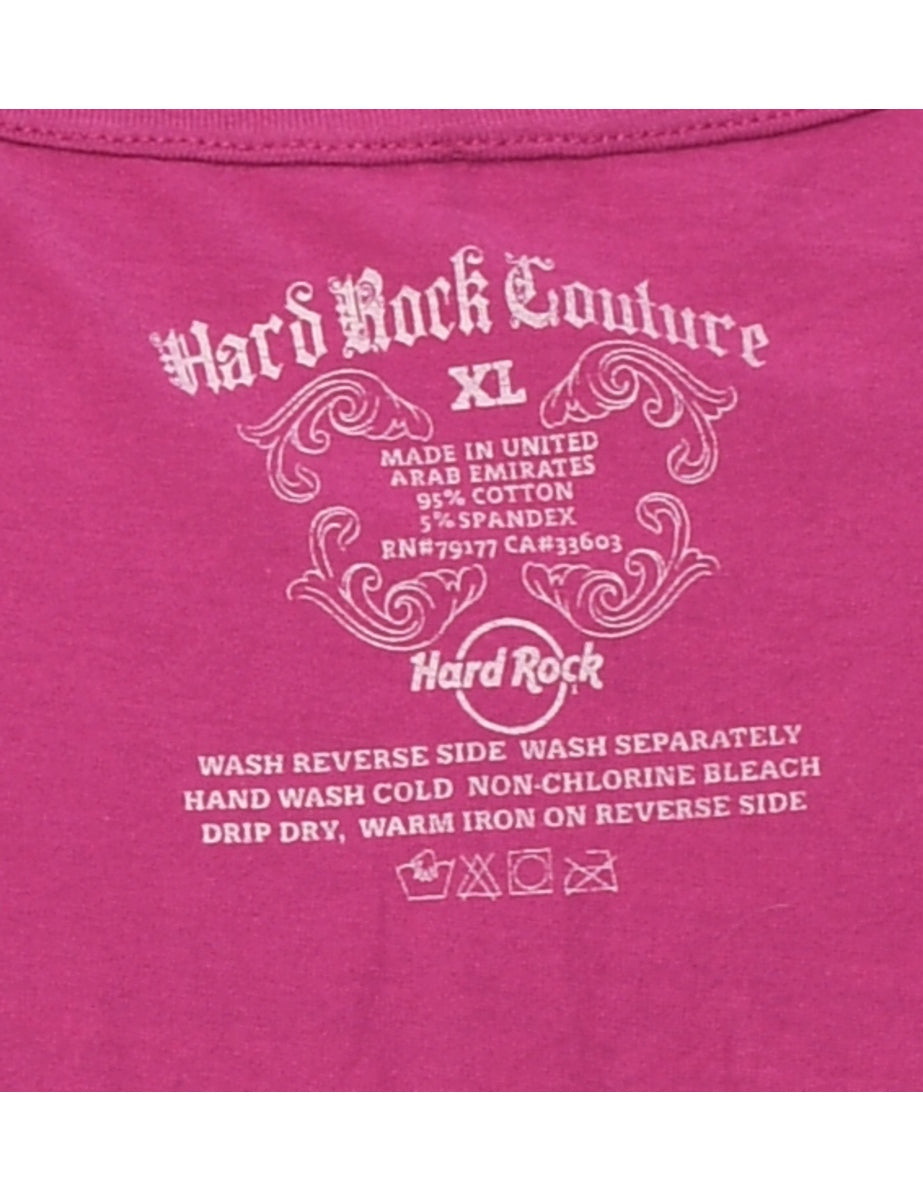 Hard Rock Couture
XL
MADE IN UNITED
ARAB EMIRATES
95% COTTON
5% SPANDEX
RN#79177 CA#33603
Hard Rock
WASH REVERSE SIDE WASH SEPARATELY
HAND WASH COLD NON-CHLORINE BLEACH
DRIP DRY, WARM IRON ON REVERSE SIDE